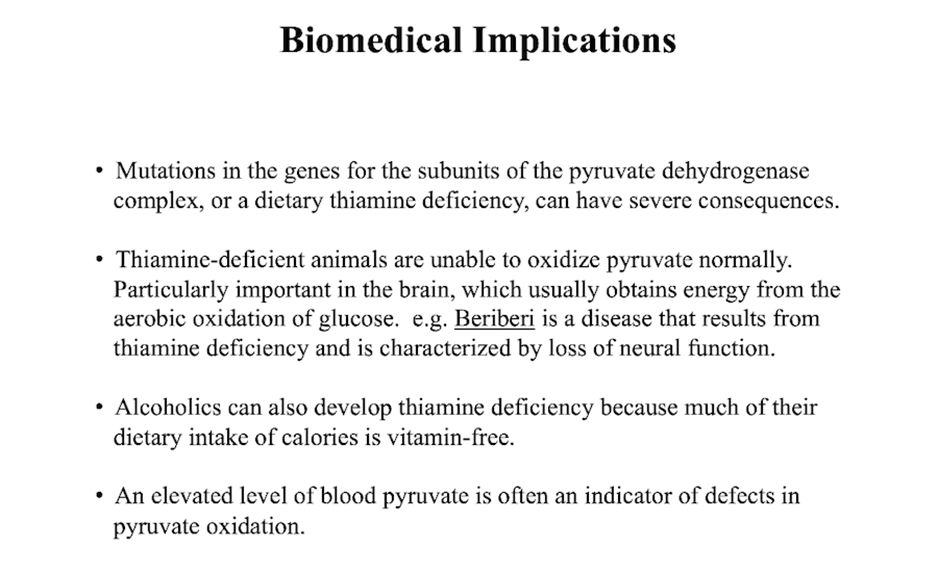 Biomedical Implications
• Mutations in the genes for the subunits of the pyruvate dehydrogenase
complex, or a dietary thiamine deficiency, can have severe consequences.
• Thiamine-deficient animals are unable to oxidize pyruvate normally.
Particularly important in the brain, which usually obtains energy from the
aerobic oxidation of glucose.  e.g. Beriberi is a disease that results from
thiamine deficiency and is characterized by loss of neural function.
• Alcoholics can also develop thiamine deficiency because much of their
dietary intake of calories is vitamin-free.
• An elevated level of blood pyruvate is often an indicator of defects in
pyruvate oxidation.